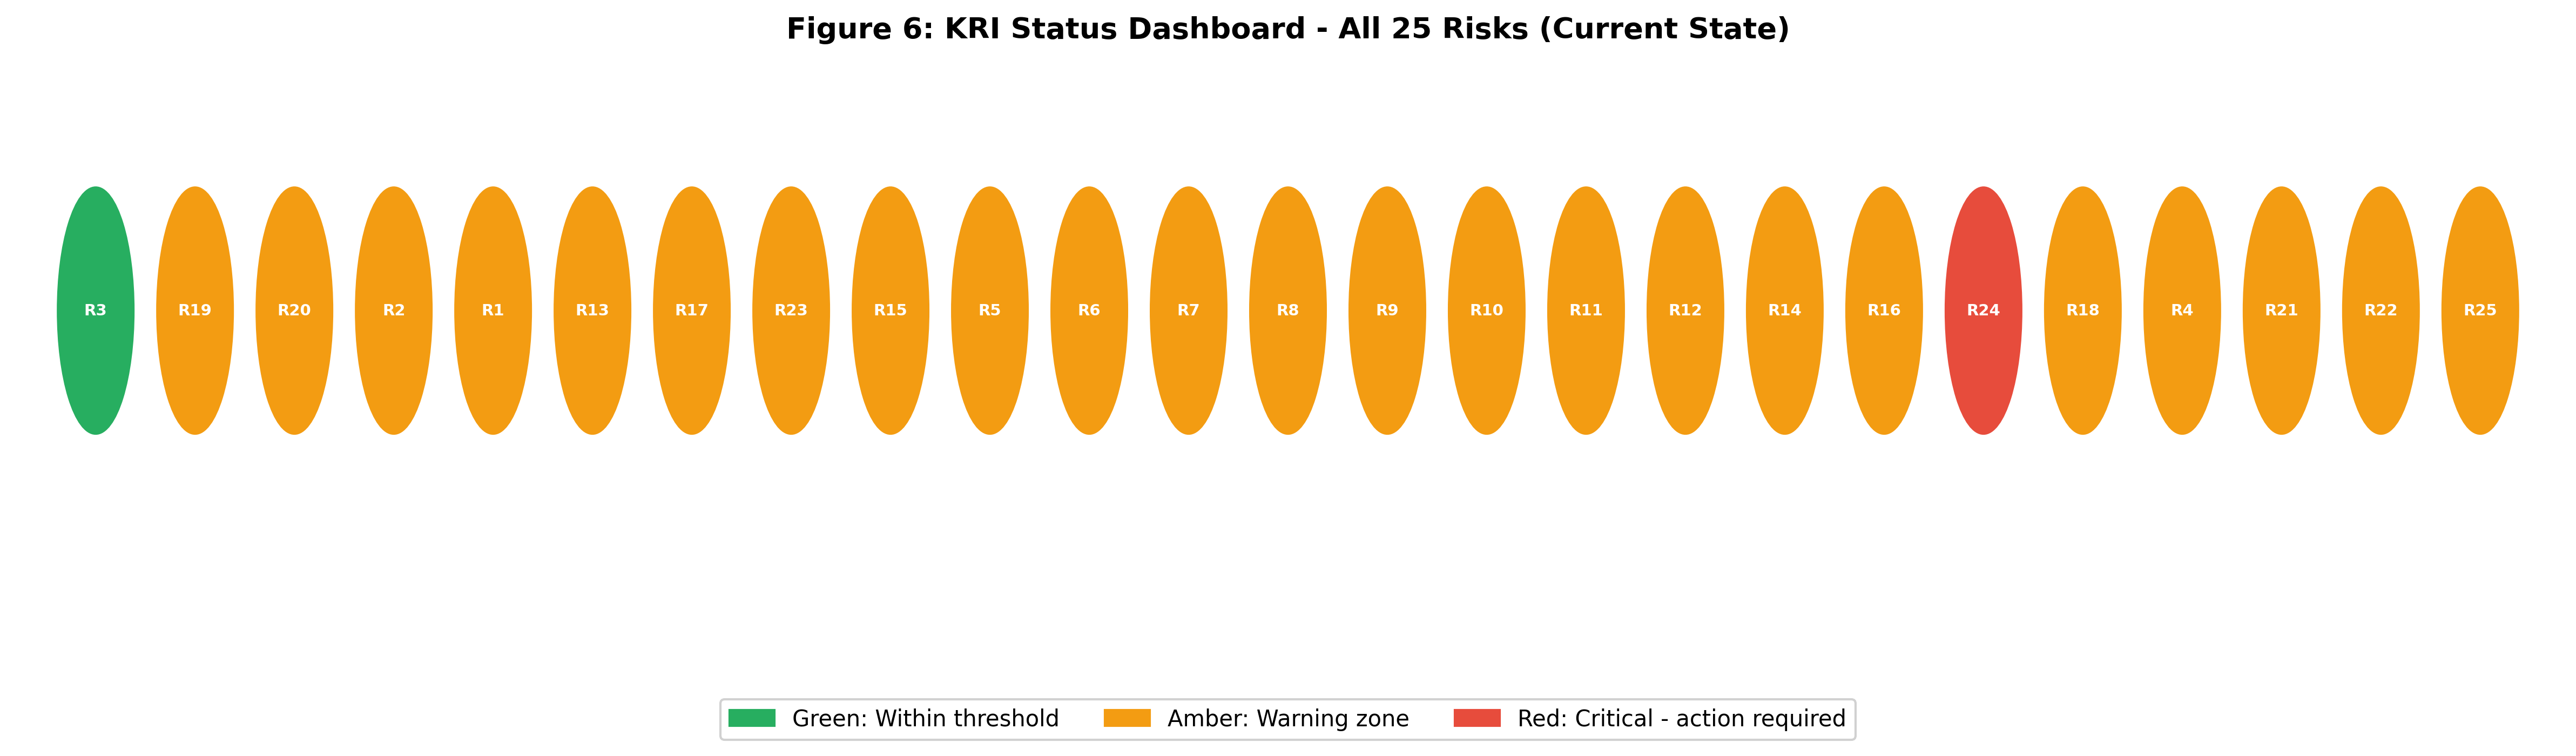 Figure 6: KRI Status Dashboard - All 25 Risks (Current State)
R3 R19 R20 R2 R1 R13 R17 R23 R15 R5 R6 R7 R8 R9 R10 R11 R12 R14 R16 R24 R18 R4 R21 R22 R25
Green: Within threshold Amber: Warning zone Red: Critical - action required